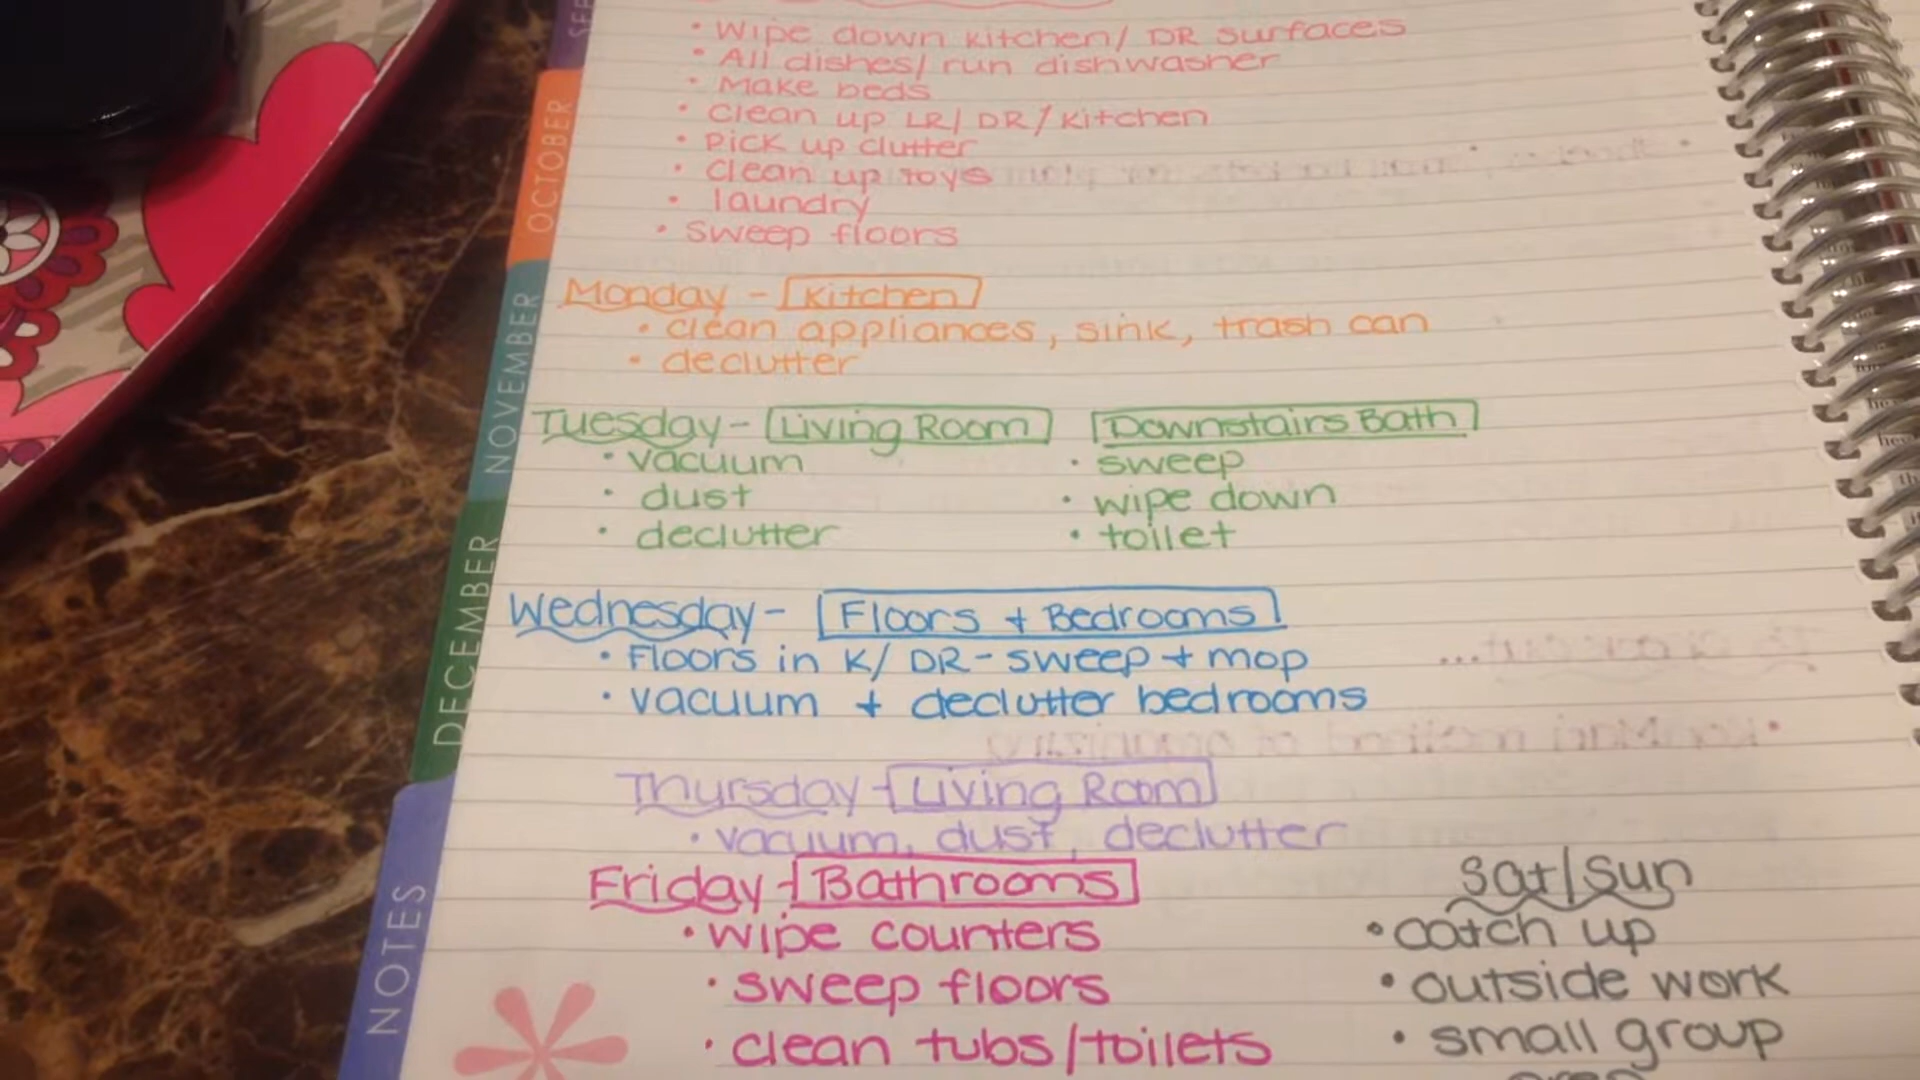 • Wipe down kitchen/ DR surfaces
• All dishes/ run dishwasher
• Make beds
• Clean up LR/ DR/ Kitchen
• Pick up clutter
• Clean up toys
• laundry
• Sweep floors
Monday - Kitchen
• clean appliances, sink, trash can
• declutter
Tuesday - Living Room Downstairs Bath
• vacuum • sweep
• dust • wipe down
• declutter • toilet
Wednesday - Floors + Bedrooms
• Floors in K/ DR - sweep + mop
• vacuum + declutter bedrooms
Thursday - Living Room
• vacuum, dust, declutter
Friday - Bathrooms
• wipe counters
• sweep floors
• clean tubs/toilets
Sat/Sun
• catch up
• outside work
• small group
OCTOBER
NOVEMBER
DECEMBER
NOTES